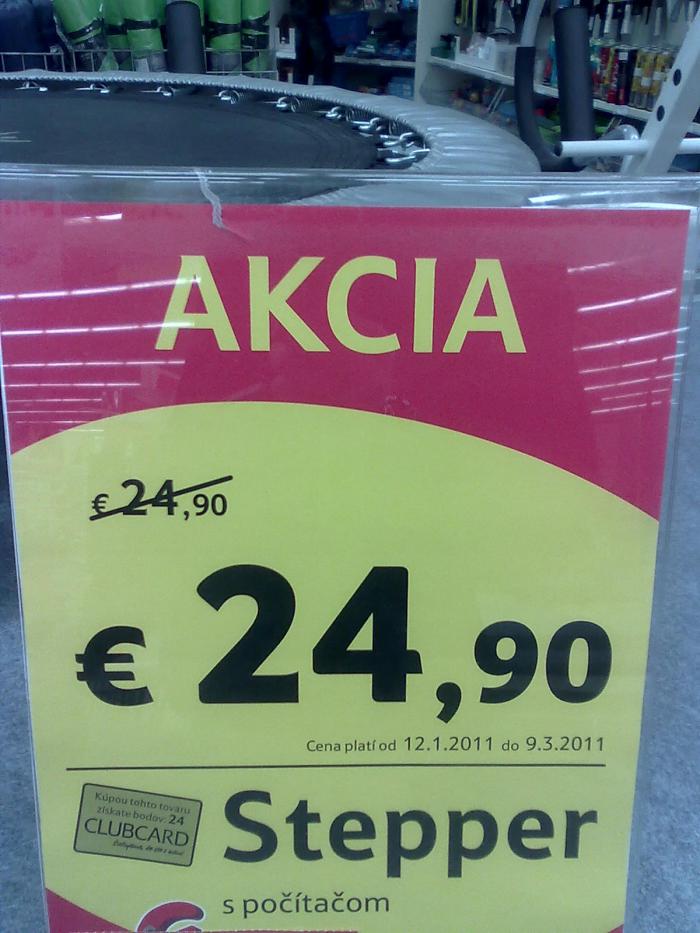 AKCIA
€ 24,90
€ 24,90
Cena platí od 12.1.2011 do 9.3.2011
Kúpou tohto tovaru
získate bodov: 24
CLUBCARD
Stepper
s počítačom